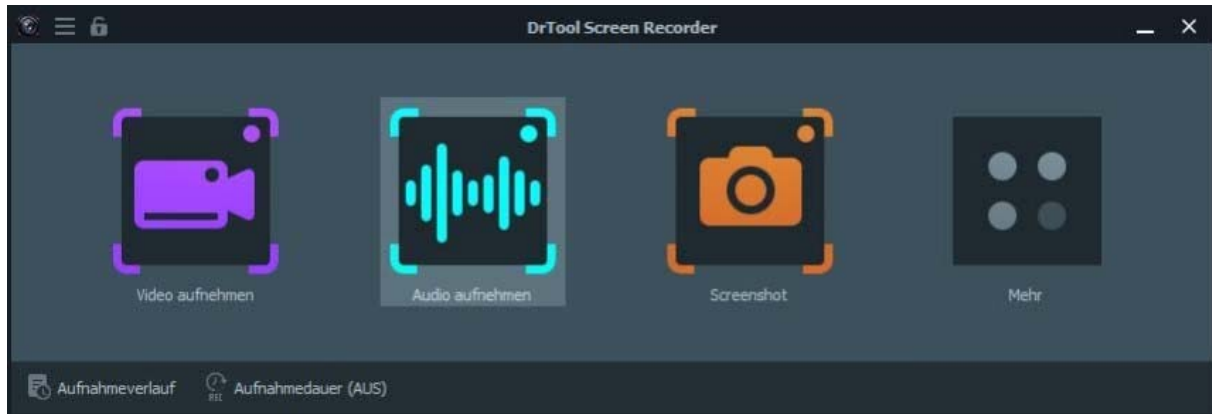 DrTool Screen Recorder
Video aufnehmen
Audio aufnehmen
Screenshot
Mehr
Aufnahmeverlauf
Aufnahmedauer (AUS)